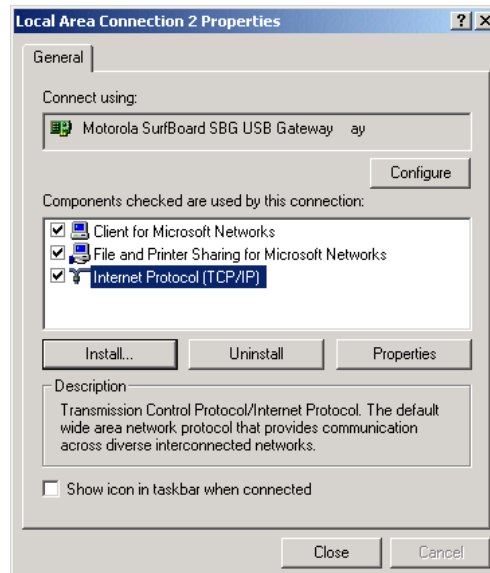 Local Area Connection 2 Properties
General
Connect using:
Motorola SurfBoard SBG USB Gateway ay
Configure
Components checked are used by this connection:
Client for Microsoft Networks
File and Printer Sharing for Microsoft Networks
Internet Protocol (TCP/IP)
Install... Uninstall Properties
Description
Transmission Control Protocol/Internet Protocol. The default
wide area network protocol that provides communication
across diverse interconnected networks.
Show icon in taskbar when connected
Close Cancel